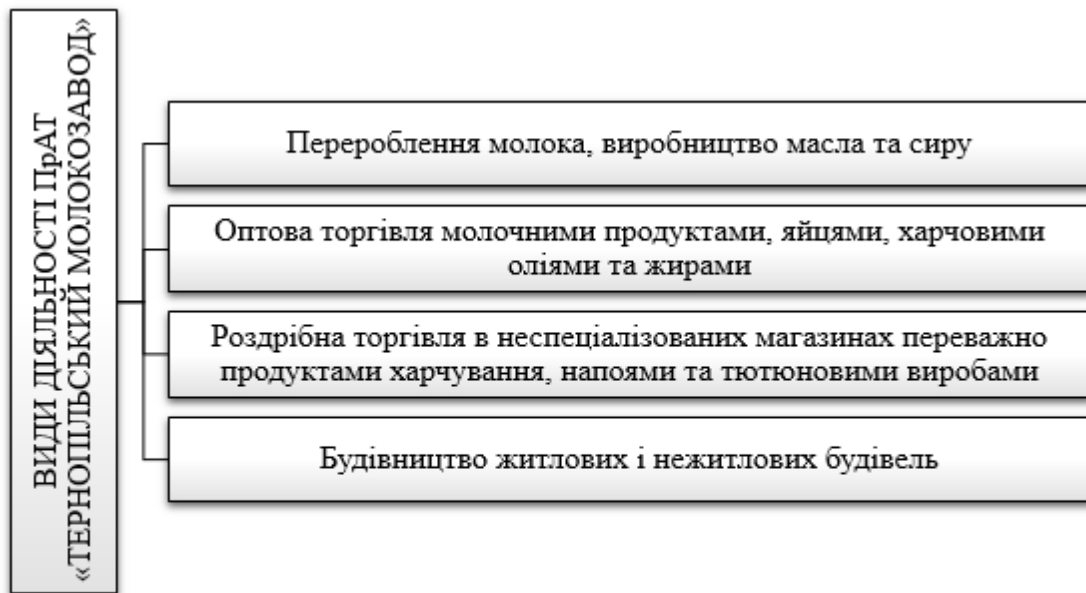 ВИДИ ДІЯЛЬНОСТІ ПрАТ
«ТЕРНОПІЛЬСЬКИЙ МОЛОКОЗАВОД»
Перероблення молока, виробництво масла та сиру
Оптова торгівля молочними продуктами, яйцями, харчовими
оліями та жирами
Роздрібна торгівля в неспеціалізованих магазинах переважно
продуктами харчування, напоями та тютюновими виробами
Будівництво житлових і нежитлових будівель